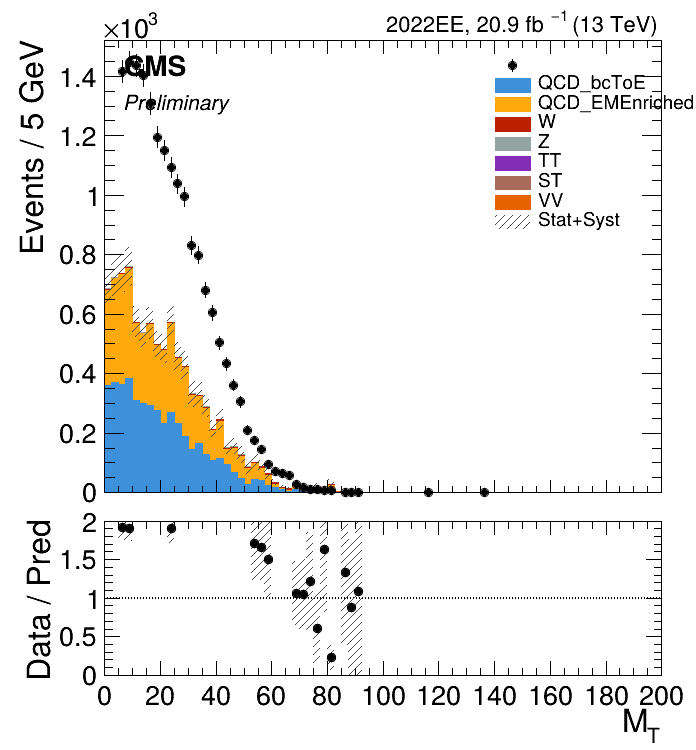 ×10³
2022EE, 20.9 fb⁻¹ (13 TeV)
CMS
Preliminary
Events / 5 GeV
1.4
1.2
1
0.8
0.6
0.4
0.2
0
QCD_bcToE
QCD_EMEnriched
W
Z
TT
ST
VV
Stat+Syst
Data / Pred
2
1.5
1
0.5
0
0 20 40 60 80 100 120 140 160 180 200
M_T